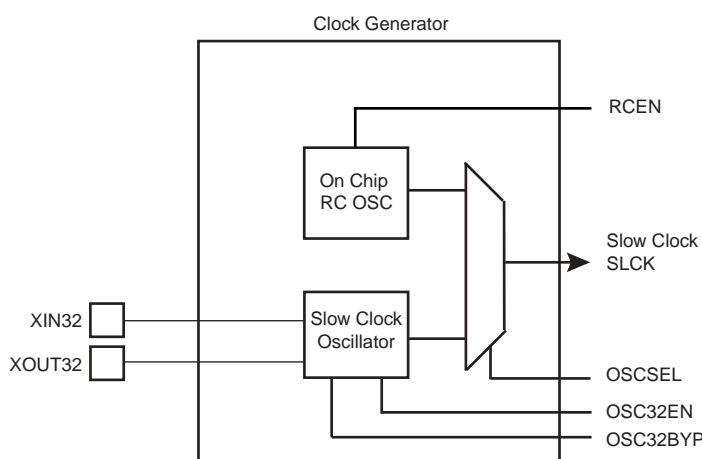 Clock Generator
RCEN
On Chip
RC OSC
Slow Clock
SLCK
XIN32
XOUT32
Slow Clock
Oscillator
OSCSEL
OSC32EN
OSC32BYP